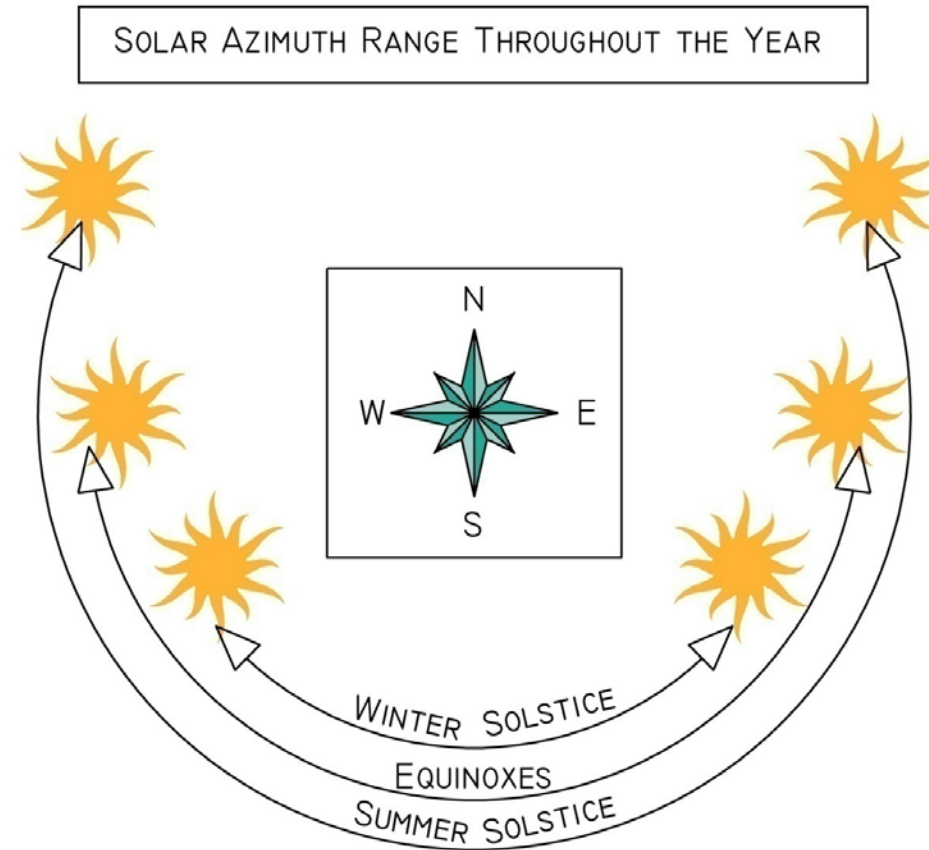 SOLAR AZIMUTH RANGE THROUGHOUT THE YEAR
N
W
E
S
WINTER SOLSTICE
EQUINOXES
SUMMER SOLSTICE